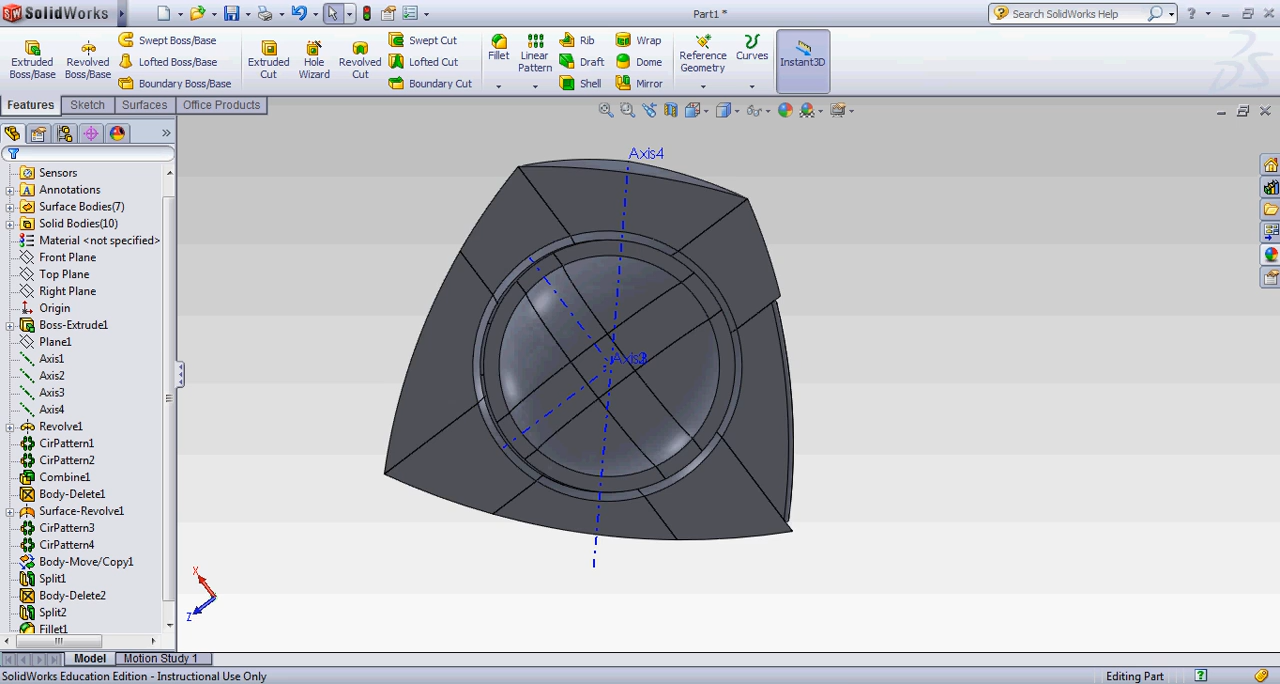 SolidWorks
Part1 *
Search SolidWorks Help
Extruded Boss/Base
Revolved Boss/Base
Swept Boss/Base
Lofted Boss/Base
Boundary Boss/Base
Extruded Cut
Hole Wizard
Revolved Cut
Swept Cut
Lofted Cut
Boundary Cut
Fillet
Linear Pattern
Rib
Draft
Shell
Wrap
Dome
Mirror
Reference Geometry
Curves
Instant3D
Features Sketch Surfaces Office Products
Sensors
Annotations
Surface Bodies(7)
Solid Bodies(10)
Material <not specified>
Front Plane
Top Plane
Right Plane
Origin
Boss-Extrude1
Plane1
Axis1
Axis2
Axis3
Axis4
Revolve1
CirPattern1
CirPattern2
Combine1
Body-Delete1
Surface-Revolve1
CirPattern3
CirPattern4
Body-Move/Copy1
Split1
Body-Delete2
Split2
Fillet1
Axis4
X
Z
Model Motion Study 1
SolidWorks Education Edition - Instructional Use Only
Editing Part